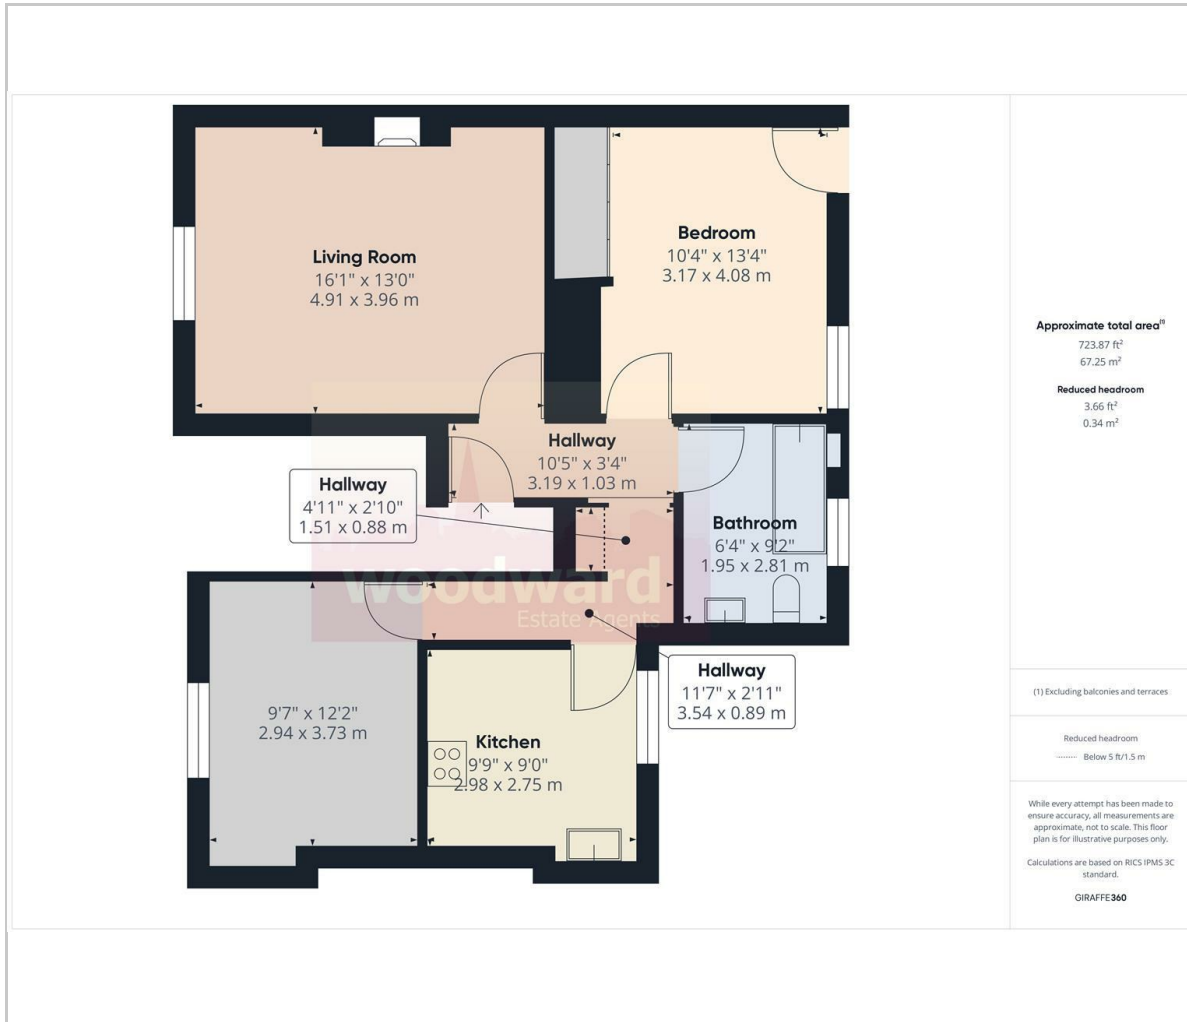 Living Room
16'1" x 13'0"
4.91 x 3.96 m
Bedroom
10'4" x 13'4"
3.17 x 4.08 m
Hallway
10'5" x 3'4"
3.19 x 1.03 m
Hallway
4'11" x 2'10"
1.51 x 0.88 m
Bathroom
6'4" x 9'2"
1.95 x 2.81 m
woodward
Estate Agents
Hallway
11'7" x 2'11"
3.54 x 0.89 m
9'7" x 12'2"
2.94 x 3.73 m
Kitchen
9'9" x 9'0"
2.98 x 2.75 m
Approximate total area(1)
723.87 ft²
67.25 m²
Reduced headroom
3.66 ft²
0.34 m²
(1) Excluding balconies and terraces
Reduced headroom
Below 5 ft/1.5 m
While every attempt has been made to
ensure accuracy, all measurements are
approximate, not to scale. This floor
plan is for illustrative purposes only.
Calculations are based on RICS IPMS 3C
standard.
GIRAFFE360